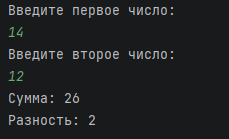 Введите первое число:
14
Введите второе число:
12
Сумма: 26
Разность: 2